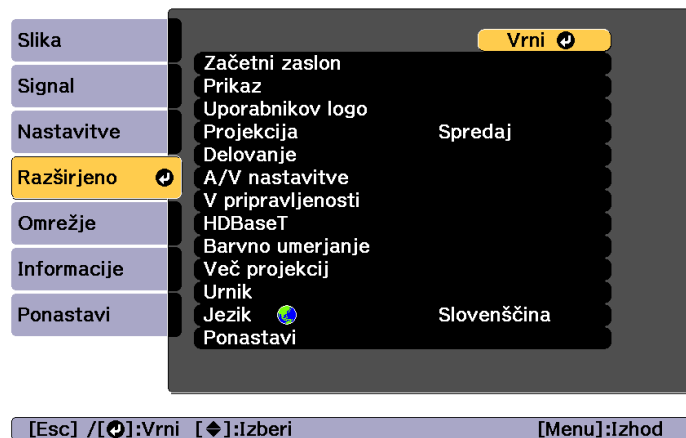 Slika
Signal
Nastavitve
Razširjeno
Omrežje
Informacije
Ponastavi
Vrni
Začetni zaslon
Prikaz
Uporabnikov logo
Projekcija Spredaj
Delovanje
A/V nastavitve
V pripravljenosti
HDBaseT
Barvno umerjanje
Več projekcij
Urnik
Jezik Slovenščina
Ponastavi
[Esc] /[]:Vrni []:Izberi [Menu]:Izhod